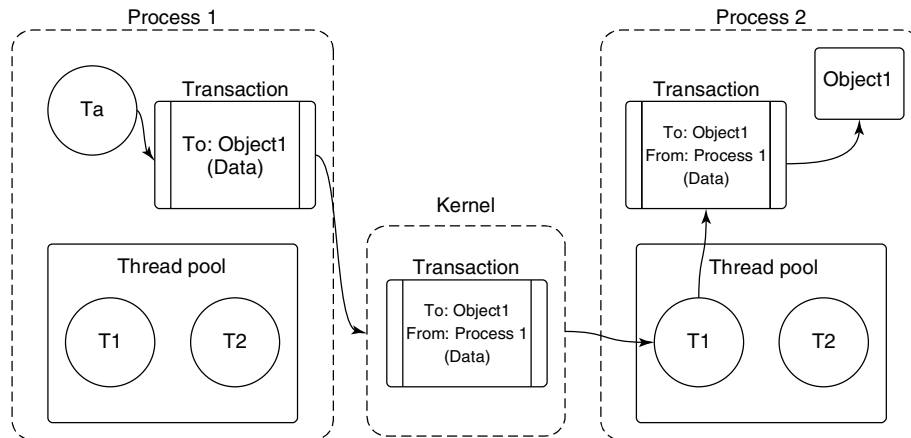 Process 1
Ta
Transaction
To: Object1
(Data)
Thread pool
T1
T2
Kernel
Transaction
To: Object1
From: Process 1
(Data)
Process 2
Transaction
To: Object1
From: Process 1
(Data)
Object1
Thread pool
T1
T2